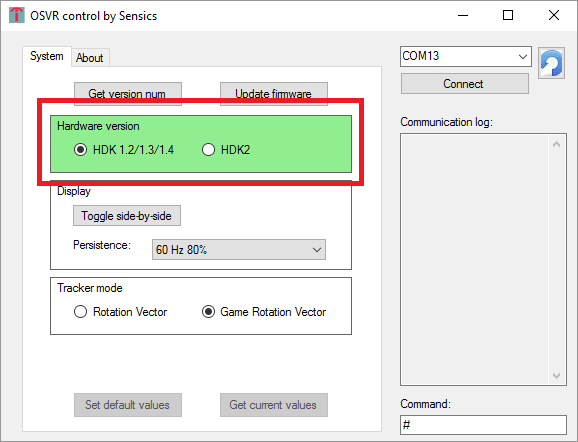 OSVR control by Sensics
System About
Get version num Update firmware
Hardware version
HDK 1.2/1.3/1.4 HDK2
Display
Toggle side-by-side
Persistence: 60 Hz 80%
Tracker mode
Rotation Vector Game Rotation Vector
Set default values Get current values
COM13
Connect
Communication log:
Command:
#